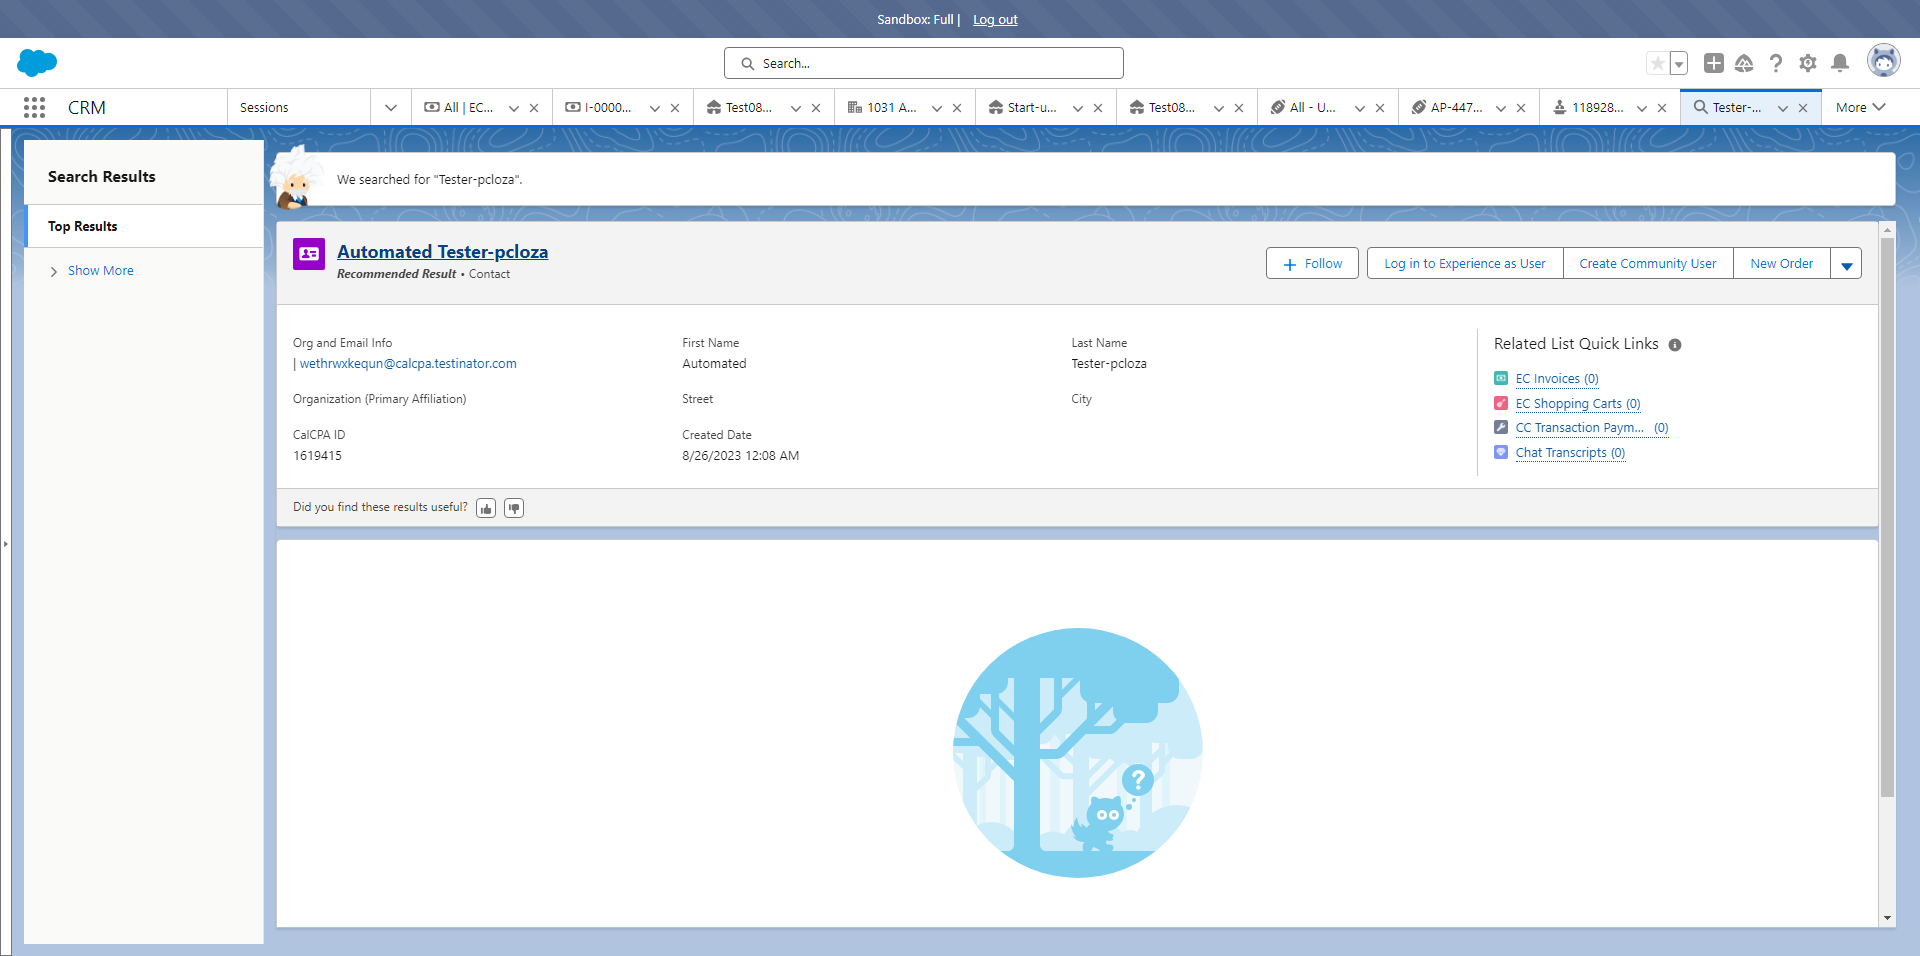 Sandbox: Full | Log out
Search...
CRM
Sessions
All | EC...
I-0000...
Test08...
1031 A...
Start-u...
Test08...
All - U...
AP-447...
118928...
Tester-...
More
Search Results
Top Results
Show More
We searched for "Tester-pcloza".
Automated Tester-pcloza
Recommended Result • Contact
Follow
Log in to Experience as User
Create Community User
New Order
Org and Email Info
| wethrwxkequn@calcpa.testinator.com
First Name
Automated
Last Name
Tester-pcloza
Organization (Primary Affiliation)
Street
City
CalCPA ID
1619415
Created Date
8/26/2023 12:08 AM
Related List Quick Links
EC Invoices (0)
EC Shopping Carts (0)
CC Transaction Paym... (0)
Chat Transcripts (0)
Did you find these results useful?
?